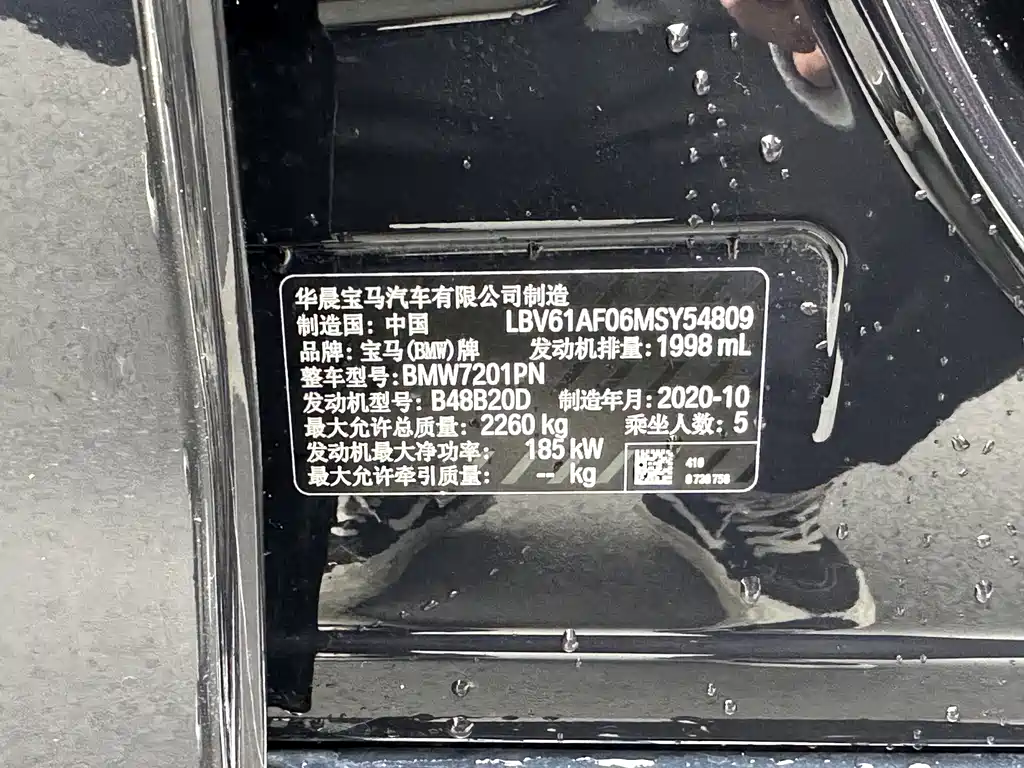 华晨宝马汽车有限公司制造
制造国：中国 LBV61AF06MSY54809
品牌：宝马(BMW)牌 发动机排量：1998 mL
整车型号：BMW7201PN
发动机型号：B48B20D 制造年月：2020-10
最大允许总质量：2260 kg 乘坐人数：5
发动机最大净功率：185 kW
最大允许牵引质量：-- kg